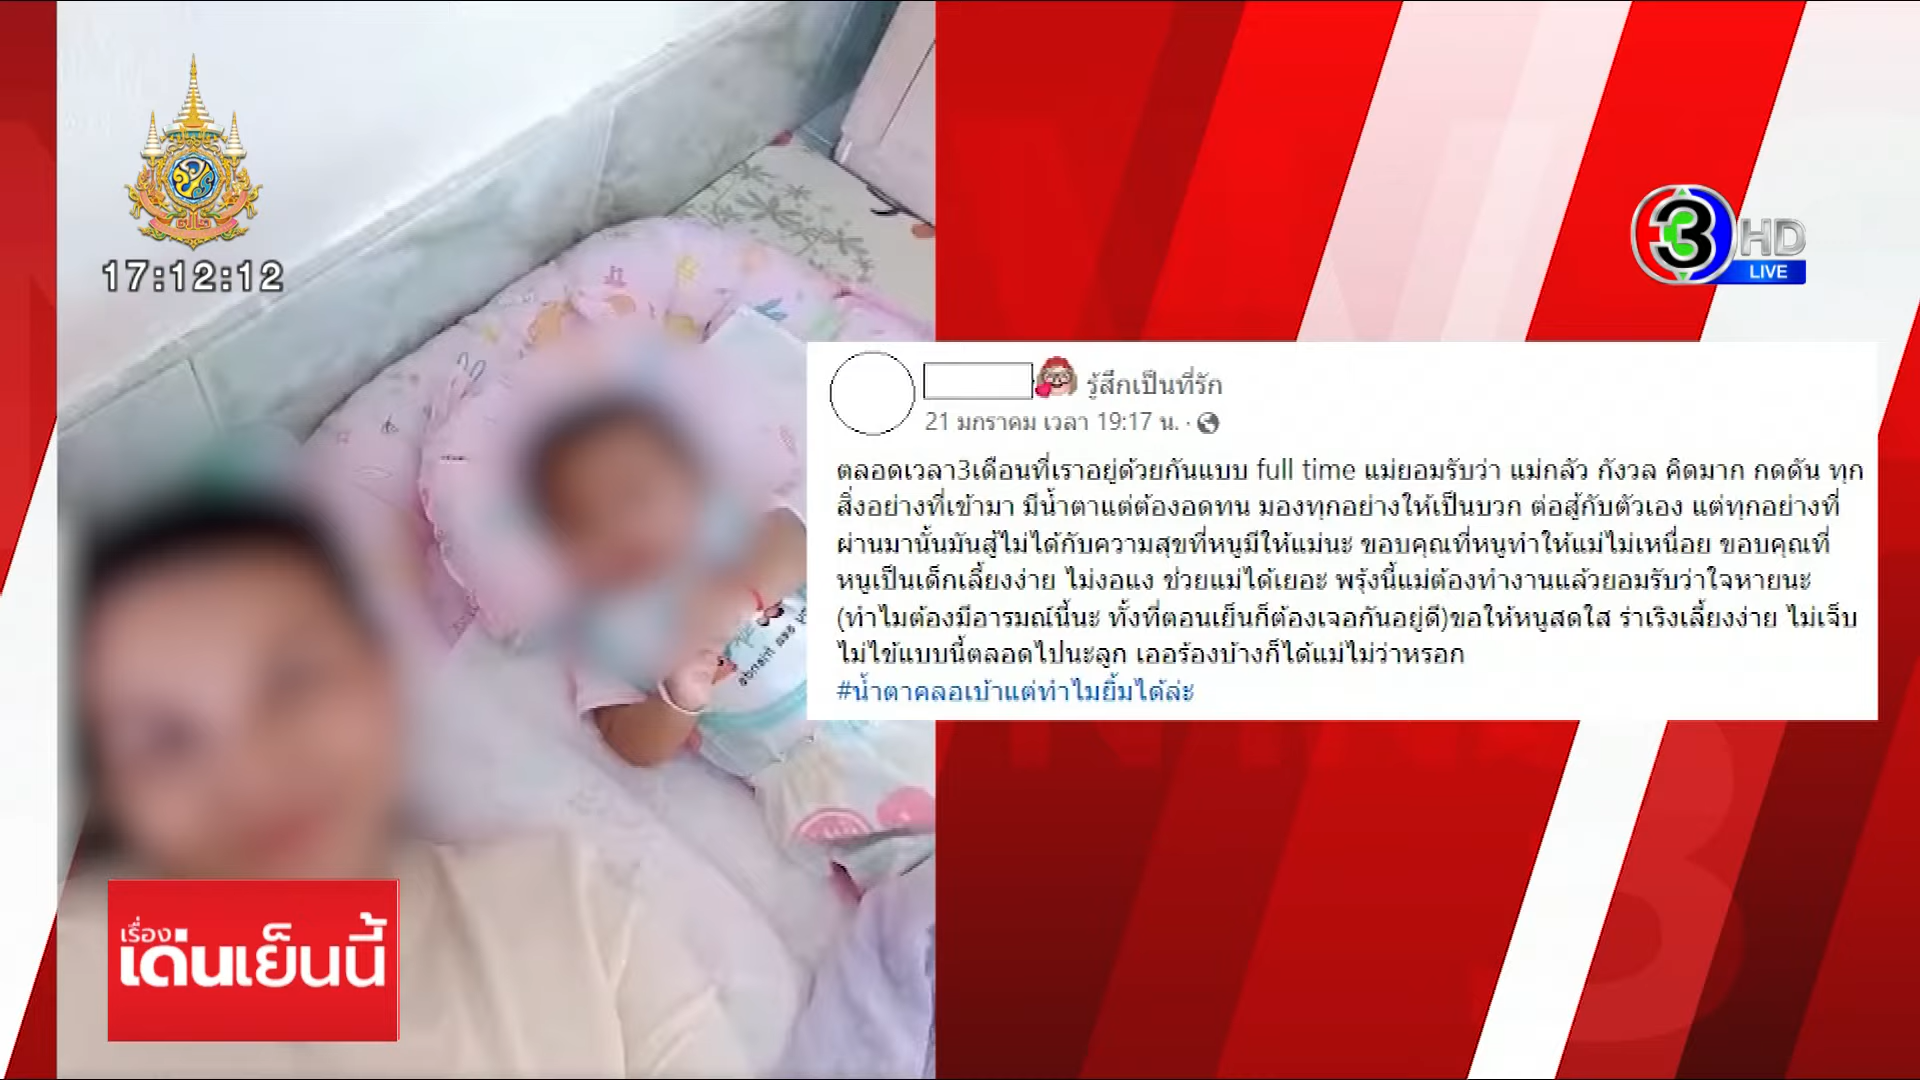 17:12:12
3 HD
LIVE
รู้สึกเป็นที่รัก
21 มกราคม เวลา 19:17 น.
ตลอดเวลา3เดือนที่เราอยู่ด้วยกันแบบ full time แม่ยอมรับว่า แม่กลัว กังวล คิดมาก กดดัน ทุก
สิ่งอย่างที่เข้ามา มีน้ำตาแต่ต้องอดทน มองทุกอย่างให้เป็นบวก ต่อสู้กับตัวเอง แต่ทุกอย่างที่
ผ่านมานั้นมันสู้ไม่ได้กับความสุขที่หนูมีให้แม่นะ ขอบคุณที่หนูทำให้แม่ไม่เหนื่อย ขอบคุณที่
หนูเป็นเด็กเลี้ยงง่าย ไม่งอแง ช่วยแม่ได้เยอะ พรุ้งนี้แม่ต้องทำงานแล้วยอมรับว่าใจหายนะ
(ทำไมต้องมีอารมณ์นี้นะ ทั้งที่ตอนเย็นก็ต้องเจอกันอยู่ดี)ขอให้หนูสดใส ร่าเริงเลี้ยงง่าย ไม่เจ็บ
ไม่ไข้แบบนี้ตลอดไปนะลูก เออร้องบ้างก็ได้แม่ไม่ว่าหรอก
#น้ำตาคลอเบ้าแต่ทำไมยิ้มได้ล่ะ
เรื่อง
เด่นเย็นนี้